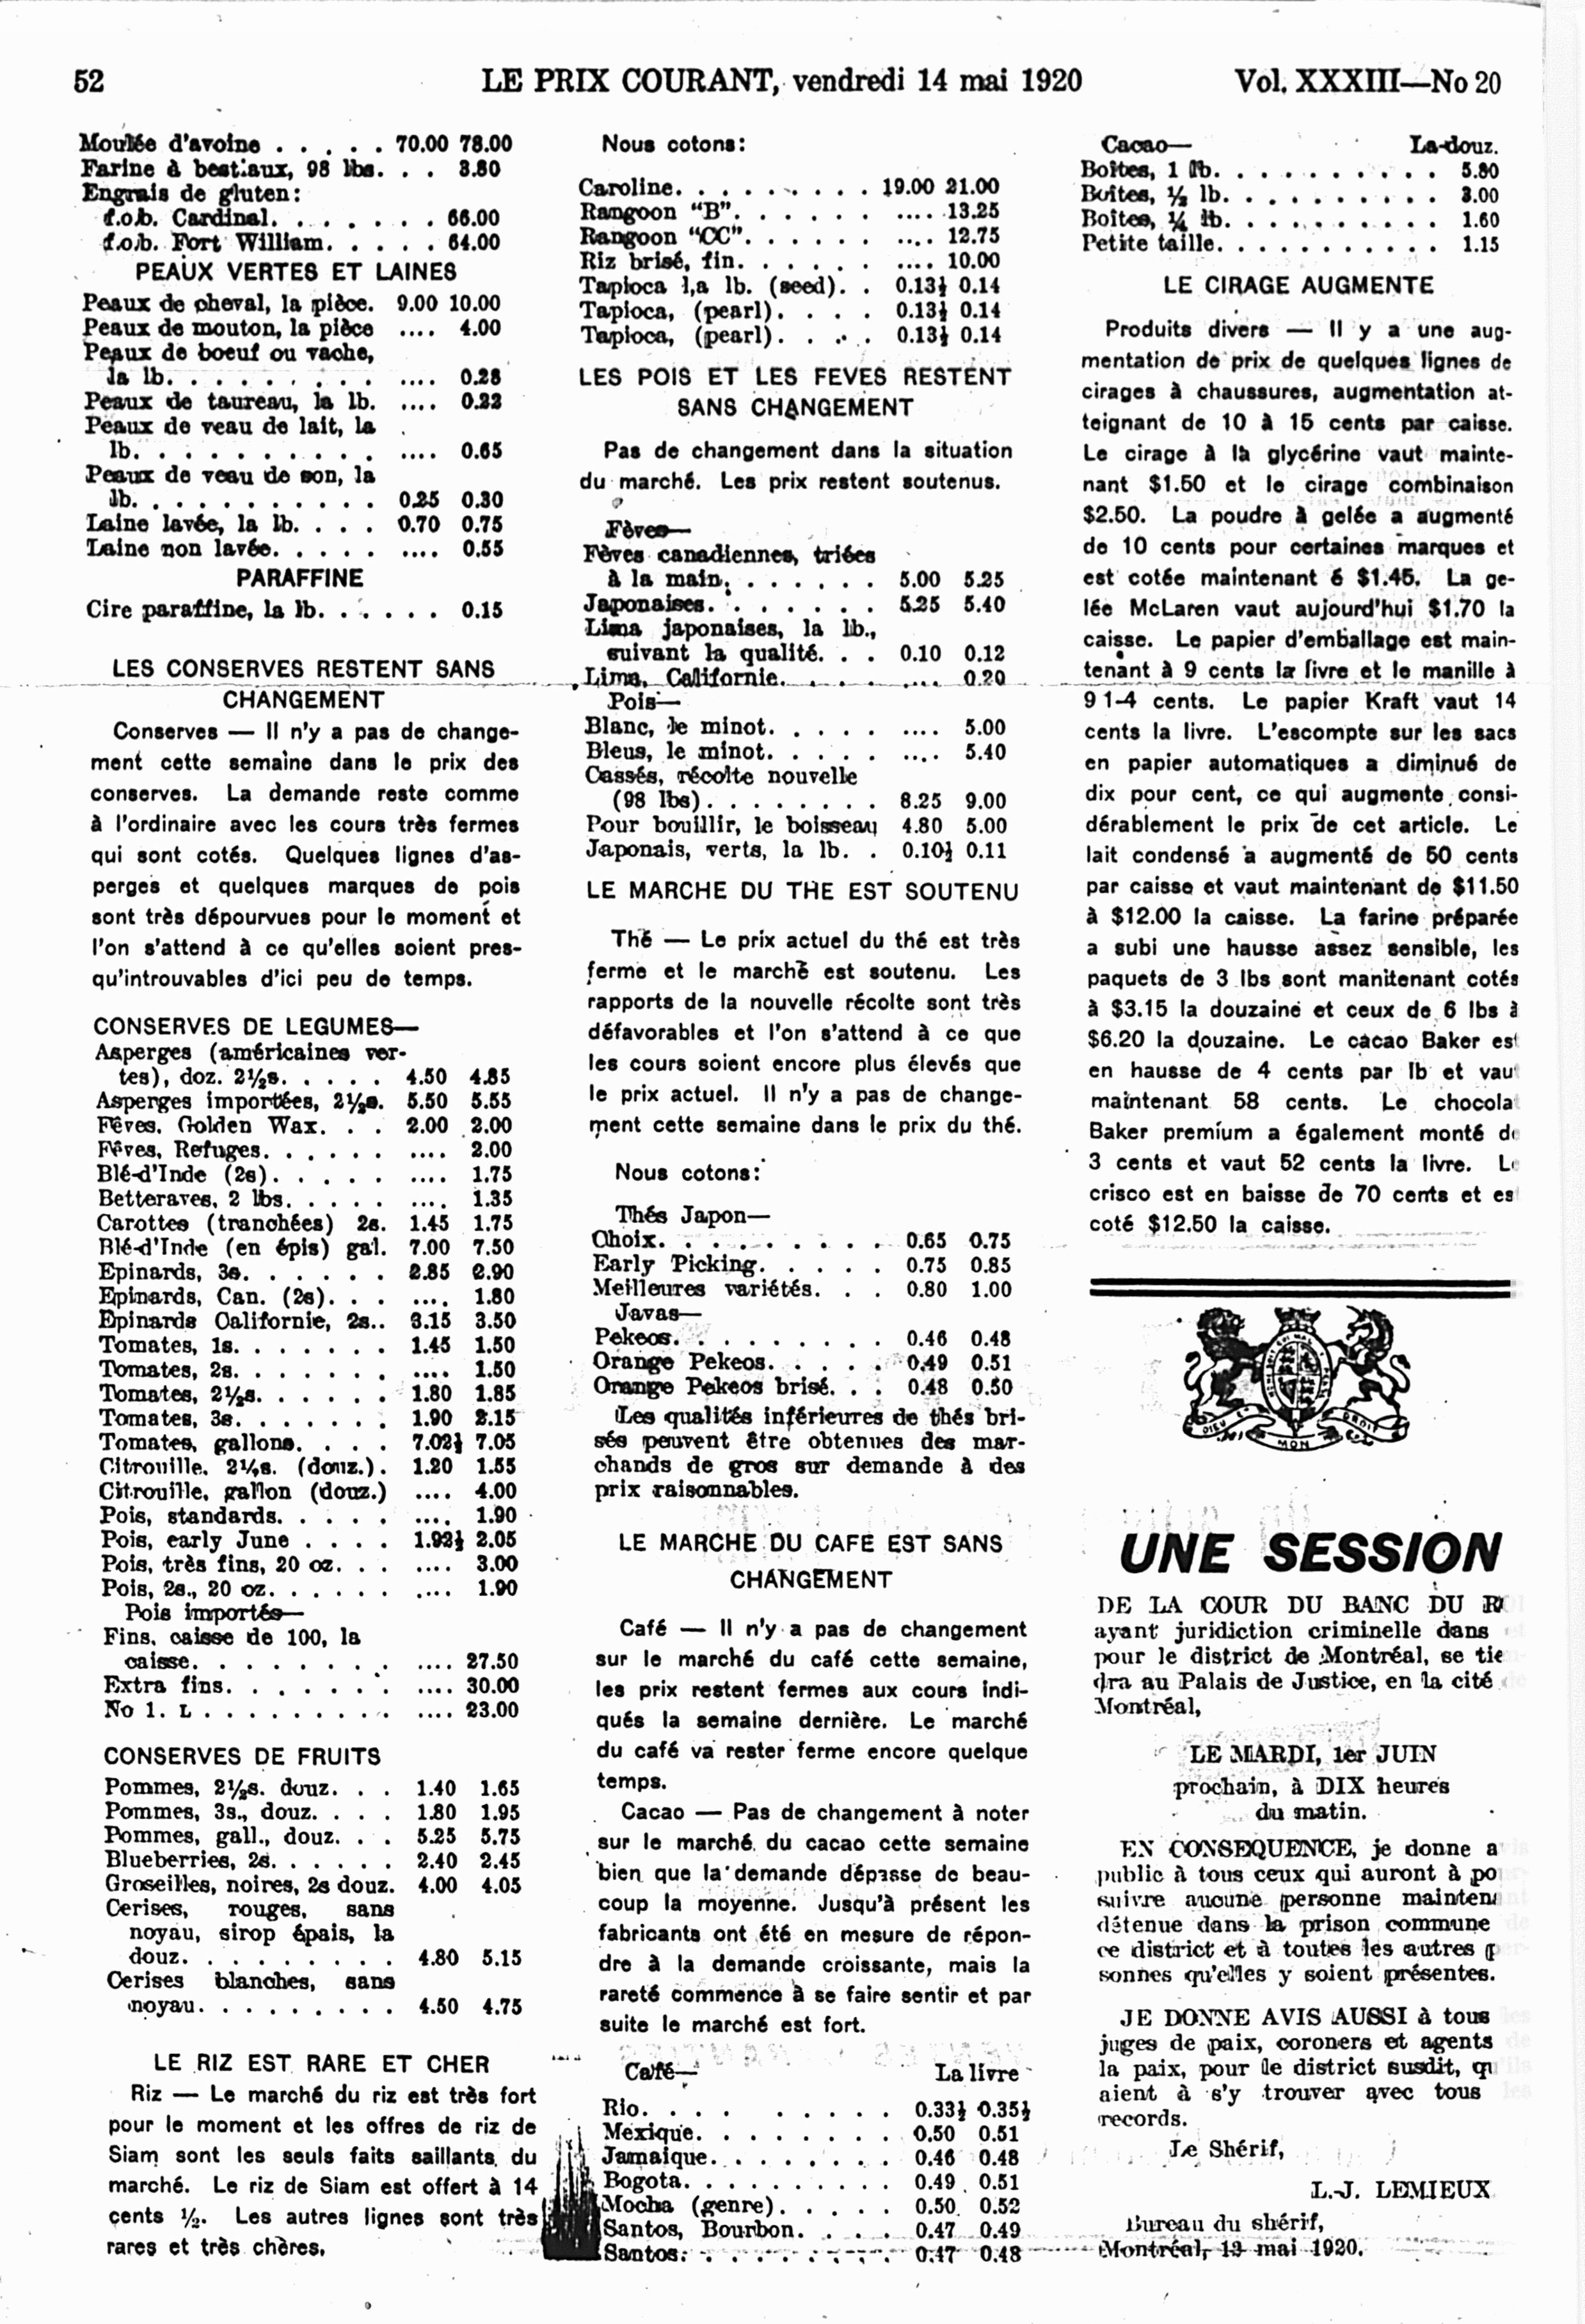 52
LE PRIX COURANT, vendredi 14 mai 1920
Vol. XXXIII—No 20
Moulée d'avoine . . . . . 70.00 78.00
Farine à bestiaux, 98 lbs. . . 3.80
Engrais de gluten:
f.o.b. Cardinal. . . . . . . 66.00
f.o.b. Fort William. . . . . 64.00
PEAUX VERTES ET LAINES
Peaux de cheval, la pièce. 9.00 10.00
Peaux de mouton, la pièce .... 4.00
Peaux de boeuf ou vache,
la lb. . . . . . . . . . .... 0.28
Peaux de taureau, la lb. .... 0.22
Peaux de veau de lait, la
lb. . . . . . . . . . . .... 0.65
Peaux de veau de son, la
lb. . . . . . . . . . . 0.25 0.30
Laine lavée, la lb. . . . 0.70 0.75
Laine non lavée. . . . . .... 0.55
PARAFFINE
Cire paraffine, la lb. . . . . . 0.15
LES CONSERVES RESTENT SANS
CHANGEMENT
Conserves — Il n'y a pas de change-
ment cette semaine dans le prix des
conserves. La demande reste comme
à l'ordinaire avec les cours très fermes
qui sont cotés. Quelques lignes d'as-
perges et quelques marques de pois
sont très dépourvues pour le moment et
l'on s'attend à ce qu'elles soient pres-
qu'introuvables d'ici peu de temps.
CONSERVES DE LEGUMES—
Asperges (américaines ver-
tes), doz. 2½s. . . . . 4.50 4.85
Asperges importées, 2½s. 5.50 5.55
Fêves, Golden Wax. . . 2.00 2.00
Fêves, Refuges. . . . . . .... 2.00
Blé-d'Inde (2s). . . . . .... 1.75
Betteraves, 2 lbs. . . . . .... 1.35
Carottes (tranchées) 2s. 1.45 1.75
Blé-d'Inde (en épis) gal. 7.00 7.50
Epinards, 3s. . . . . . 2.85 2.90
Epinards, Can. (2s). . . .... 1.80
Epinards Californie, 2s.. 3.15 3.50
Tomates, 1s. . . . . . . 1.45 1.50
Tomates, 2s. . . . . . . .... 1.50
Tomates, 2½s. . . . . . 1.80 1.85
Tomates, 3s. . . . . . . 1.90 2.15
Tomates, gallons. . . . 7.02½ 7.05
Citrouille, 2½s. (douz.). 1.20 1.55
Citrouille, gallon (douz.) .... 4.00
Pois, standards. . . . . .... 1.90
Pois, early June . . . . 1.92½ 2.05
Pois, très fins, 20 oz. . . .... 3.00
Pois, 2s., 20 oz. . . . . . .... 1.90
Pois importés—
Fins, caisse de 100, la
caisse. . . . . . . . .... 27.50
Extra fins. . . . . . . .... 30.00
No 1. L . . . . . . . . . .... 23.00
CONSERVES DE FRUITS
Pommes, 2½s. douz. . . 1.40 1.65
Pommes, 3s., douz. . . . 1.80 1.95
Pommes, gall., douz. . . 5.25 5.75
Blueberries, 2s. . . . . . 2.40 2.45
Groseilles, noires, 2s douz. 4.00 4.05
Cerises, rouges, sans
noyau, sirop épais, la
douz. . . . . . . . . 4.80 5.15
Cerises blanches, sans
noyau. . . . . . . . . 4.50 4.75
LE RIZ EST RARE ET CHER
Riz — Le marché du riz est très fort
pour le moment et les offres de riz de
Siam sont les seuls faits saillants du
marché. Le riz de Siam est offert à 14
cents ½. Les autres lignes sont très
rares et très chères.
Nous cotons:
Caroline. . . . . . . . . 19.00 21.00
Rangoon "B". . . . . . .... 13.25
Rangoon "CC". . . . . . .... 12.75
Riz brisé, fin. . . . . . .... 10.00
Tapioca l,a lb. (seed). . 0.13½ 0.14
Tapioca, (pearl). . . . 0.13½ 0.14
Tapioca, (pearl). . . . 0.13½ 0.14
LES POIS ET LES FEVES RESTENT
SANS CHANGEMENT
Pas de changement dans la situation
du marché. Les prix restent soutenus.
Fèves—
Fèves canadiennes, triées
à la main. . . . . . . 5.00 5.25
Japonaises. . . . . . . 5.25 5.40
Lima japonaises, la lb.,
suivant la qualité. . . 0.10 0.12
Lima, Californie. . . . .... 0.20
Pois—
Blanc, le minot. . . . . .... 5.00
Bleus, le minot. . . . . .... 5.40
Cassés, récolte nouvelle
(98 lbs). . . . . . . . 8.25 9.00
Pour bouillir, le boisseau 4.80 5.00
Japonais, verts, la lb. . 0.10½ 0.11
LE MARCHE DU THE EST SOUTENU
Thé — Le prix actuel du thé est très
ferme et le marché est soutenu. Les
rapports de la nouvelle récolte sont très
défavorables et l'on s'attend à ce que
les cours soient encore plus élevés que
le prix actuel. Il n'y a pas de change-
ment cette semaine dans le prix du thé.
Nous cotons:
Thés Japon—
Choix. . . . . . . . . . 0.65 0.75
Early Picking. . . . . . 0.75 0.85
Meilleures variétés. . . 0.80 1.00
Javas—
Pekeos. . . . . . . . . 0.46 0.48
Orange Pekeos. . . . . 0.49 0.51
Orange Pekeos brisé. . . 0.48 0.50
Les qualités inférieures de thés bri-
sés peuvent être obtenues des mar-
chands de gros sur demande à des
prix raisonnables.
LE MARCHE DU CAFE EST SANS
CHANGEMENT
Café — Il n'y a pas de changement
sur le marché du café cette semaine,
les prix restent fermes aux cours indi-
qués la semaine dernière. Le marché
du café va rester ferme encore quelque
temps.
Cacao — Pas de changement à noter
sur le marché du cacao cette semaine
bien que la demande dépasse de beau-
coup la moyenne. Jusqu'à présent les
fabricants ont été en mesure de répon-
dre à la demande croissante, mais la
rareté commence à se faire sentir et par
suite le marché est fort.
Café— La livre
Rio. . . . . . . . . 0.33½ 0.35½
Mexique. . . . . . . . 0.50 0.51
Jamaique. . . . . . . . 0.46 0.48
Bogota. . . . . . . . . 0.49 0.51
Mocha (genre). . . . . 0.50 0.52
Santos, Bourbon. . . . 0.47 0.49
Santos. . . . . . . . . 0.47 0.48
Cacao— La douz.
Boîtes, 1 lb. . . . . . . . . . 5.80
Boîtes, ½ lb. . . . . . . . . . 3.00
Boîtes, ¼ lb. . . . . . . . . . 1.60
Petite taille. . . . . . . . . . 1.15
LE CIRAGE AUGMENTE
Produits divers — Il y a une aug-
mentation de prix de quelques lignes de
cirages à chaussures, augmentation at-
teignant de 10 à 15 cents par caisse.
Le cirage à la glycérine vaut mainte-
nant $1.50 et le cirage combinaison
$2.50. La poudre à gelée a augmenté
de 10 cents pour certaines marques et
est cotée maintenant é $1.45. La ge-
lée McLaren vaut aujourd'hui $1.70 la
caisse. Le papier d'emballage est main-
tenant à 9 cents la livre et le manille à
9 1-4 cents. Le papier Kraft vaut 14
cents la livre. L'escompte sur les sacs
en papier automatiques a diminué de
dix pour cent, ce qui augmente consi-
dérablement le prix de cet article. Le
lait condensé a augmenté de 50 cents
par caisse et vaut maintenant de $11.50
à $12.00 la caisse. La farine préparée
a subi une hausse assez sensible, les
paquets de 3 lbs sont manitenant cotés
à $3.15 la douzaine et ceux de 6 lbs à
$6.20 la douzaine. Le cacao Baker est
en hausse de 4 cents par lb et vaut
maintenant 58 cents. Le chocolat
Baker premium a également monté de
3 cents et vaut 52 cents la livre. Le
crisco est en baisse de 70 cents et est
coté $12.50 la caisse.
DIEU ET MON DROIT
UNE SESSION
DE LA COUR DU BANC DU R
ayant juridiction criminelle dans
pour le district de Montréal, se tie
dra au Palais de Justice, en la cité
Montréal,
LE MARDI, 1er JUIN
prochain, à DIX heures
du matin.
EN CONSEQUENCE, je donne a
public à tous ceux qui auront à po
suivre aucune personne mainten
détenue dans la prison commune
ce district et à toutes les autres p
sonnes qu'elles y soient présentes.
JE DONNE AVIS AUSSI à tous
juges de paix, coroners et agents
la paix, pour le district susdit, qu
aient à s'y trouver avec tous
records.
Le Shérif,
L.-J. LEMIEUX
Bureau du shérif,
Montréal, 13 mai 1920.